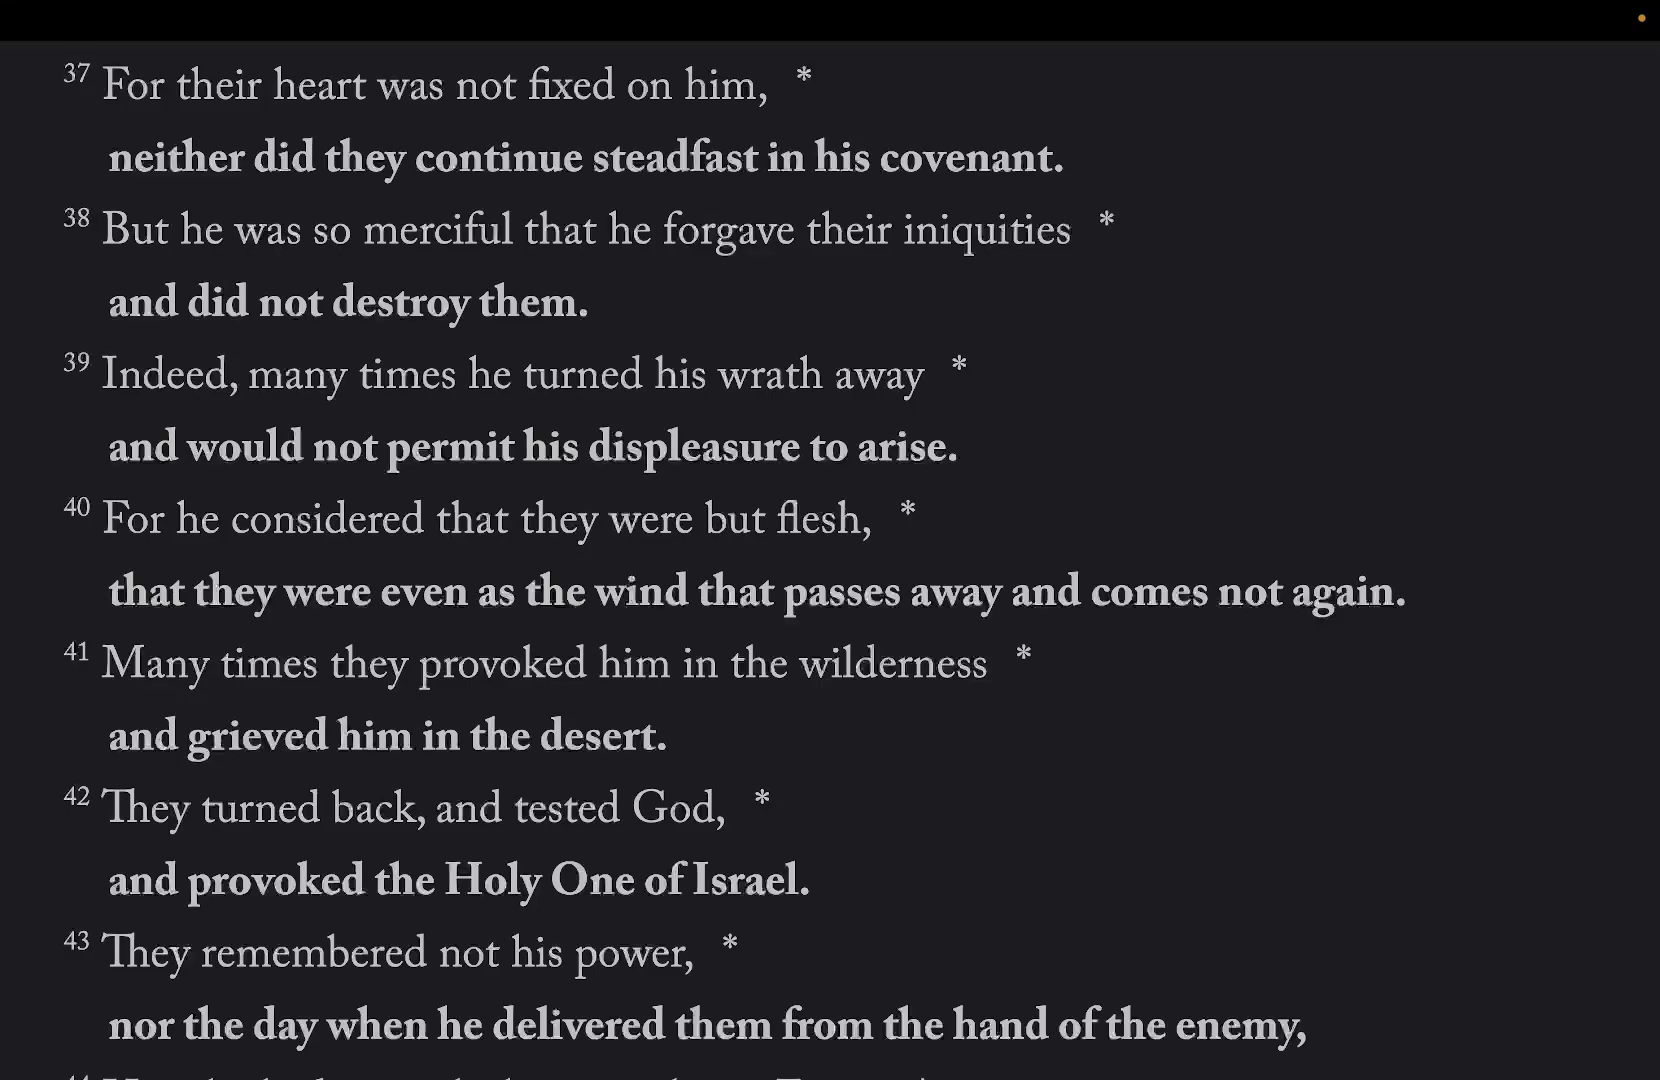 37 For their heart was not fixed on him, *
neither did they continue steadfast in his covenant.
38 But he was so merciful that he forgave their iniquities *
and did not destroy them.
39 Indeed, many times he turned his wrath away *
and would not permit his displeasure to arise.
40 For he considered that they were but flesh, *
that they were even as the wind that passes away and comes not again.
41 Many times they provoked him in the wilderness *
and grieved him in the desert.
42 They turned back, and tested God, *
and provoked the Holy One of Israel.
43 They remembered not his power, *
nor the day when he delivered them from the hand of the enemy,